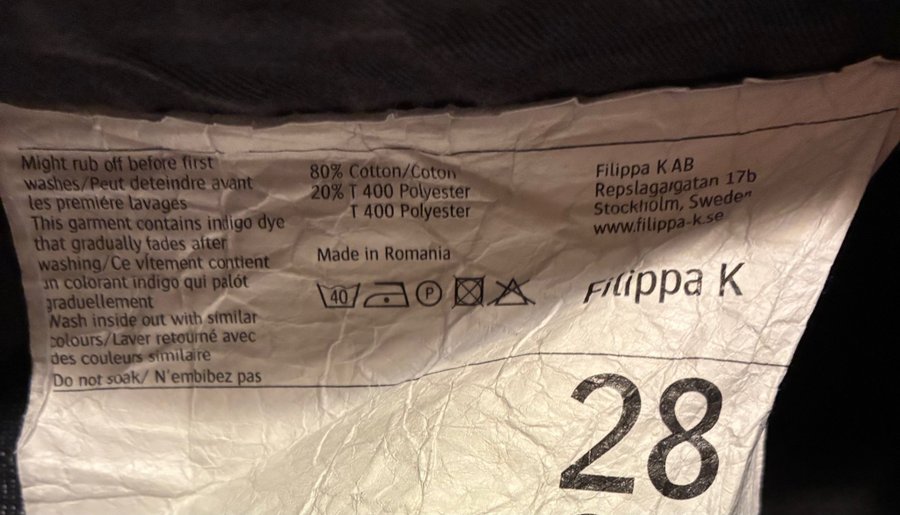 Might rub off before first
washes/Peut deteindre avant
les premiére lavages
This garment contains indigo dye
that gradually fades after
washing/Ce vîtement contient
un colorant indigo qui palót
graduellement
Wash inside out with similar
colours/Laver retourné avec
des couleurs similaire
Do not soak/ N'embibez pas
80% Cotton/Coton
20% T 400 Polyester
T 400 Polyester
Made in Romania
40 P
Filippa K AB
Repslagargatan 17b
Stockholm, Sweden
www.filippa-k.se
Filippa K
28